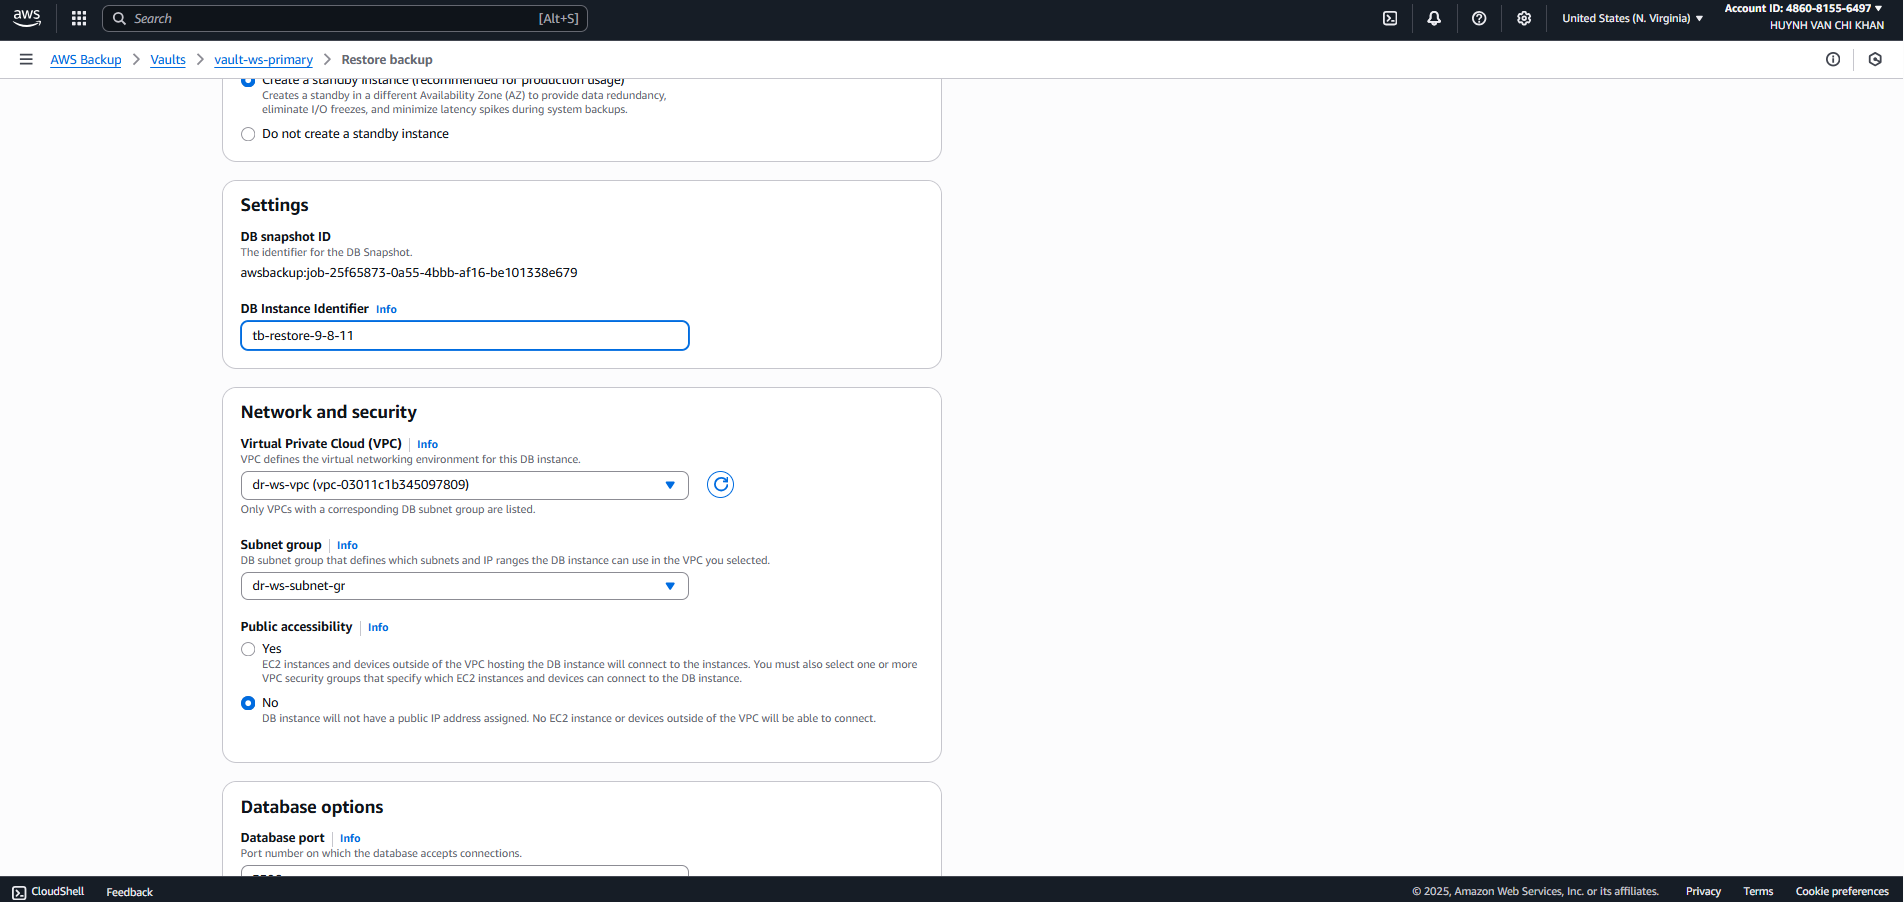 aws
Search [Alt+S]
United States (N. Virginia)
Account ID: 4860-8155-6497
HUYNH VAN CHI KHAN
AWS Backup
Vaults
vault-ws-primary
Restore backup
Create a standby instance (recommended for production usage)
Creates a standby in a different Availability Zone (AZ) to provide data redundancy,
eliminate I/O freezes, and minimize latency spikes during system backups.
Do not create a standby instance
Settings
DB snapshot ID
The identifier for the DB Snapshot.
awsbackup:job-25f65873-0a55-4bbb-af16-be101338e679
DB Instance Identifier Info
tb-restore-9-8-11
Network and security
Virtual Private Cloud (VPC) Info
VPC defines the virtual networking environment for this DB instance.
dr-ws-vpc (vpc-03011c1b345097809)
Only VPCs with a corresponding DB subnet group are listed.
Subnet group Info
DB subnet group that defines which subnets and IP ranges the DB instance can use in the VPC you selected.
dr-ws-subnet-gr
Public accessibility Info
Yes
EC2 instances and devices outside of the VPC hosting the DB instance will connect to the instances. You must also select one or more
VPC security groups that specify which EC2 instances and devices can connect to the DB instance.
No
DB instance will not have a public IP address assigned. No EC2 instance or devices outside of the VPC will be able to connect.
Database options
Database port Info
Port number on which the database accepts connections.
CloudShell
Feedback
© 2025, Amazon Web Services, Inc. or its affiliates.
Privacy
Terms
Cookie preferences